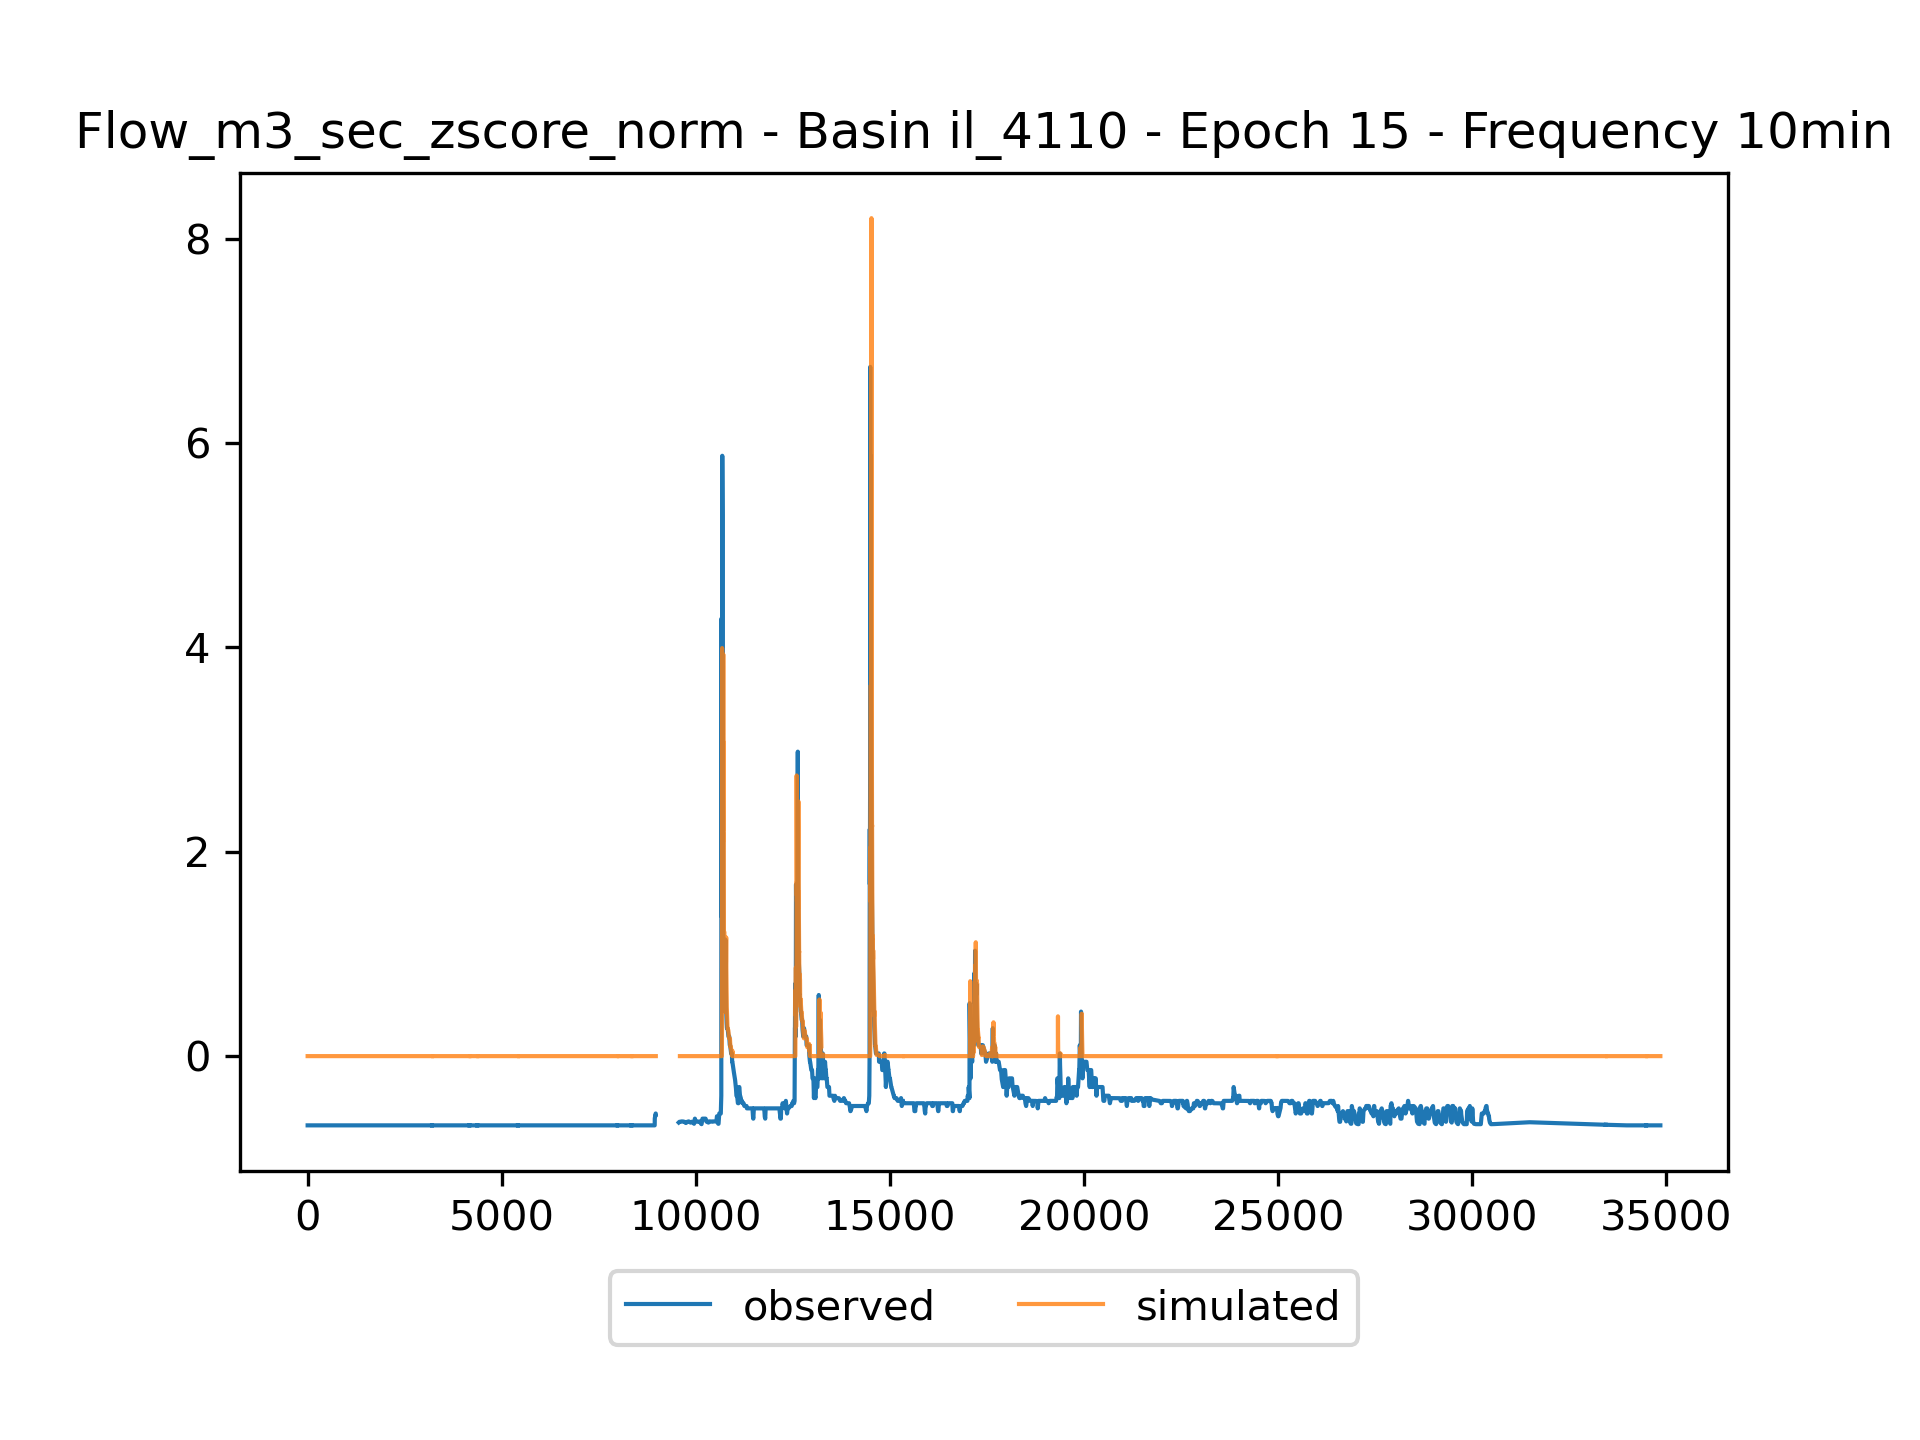 Flow_m3_sec_zscore_norm - Basin il_4110 - Epoch 15 - Frequency 10min
8
6
4
2
0
0 5000 10000 15000 20000 25000 30000 35000
observed simulated